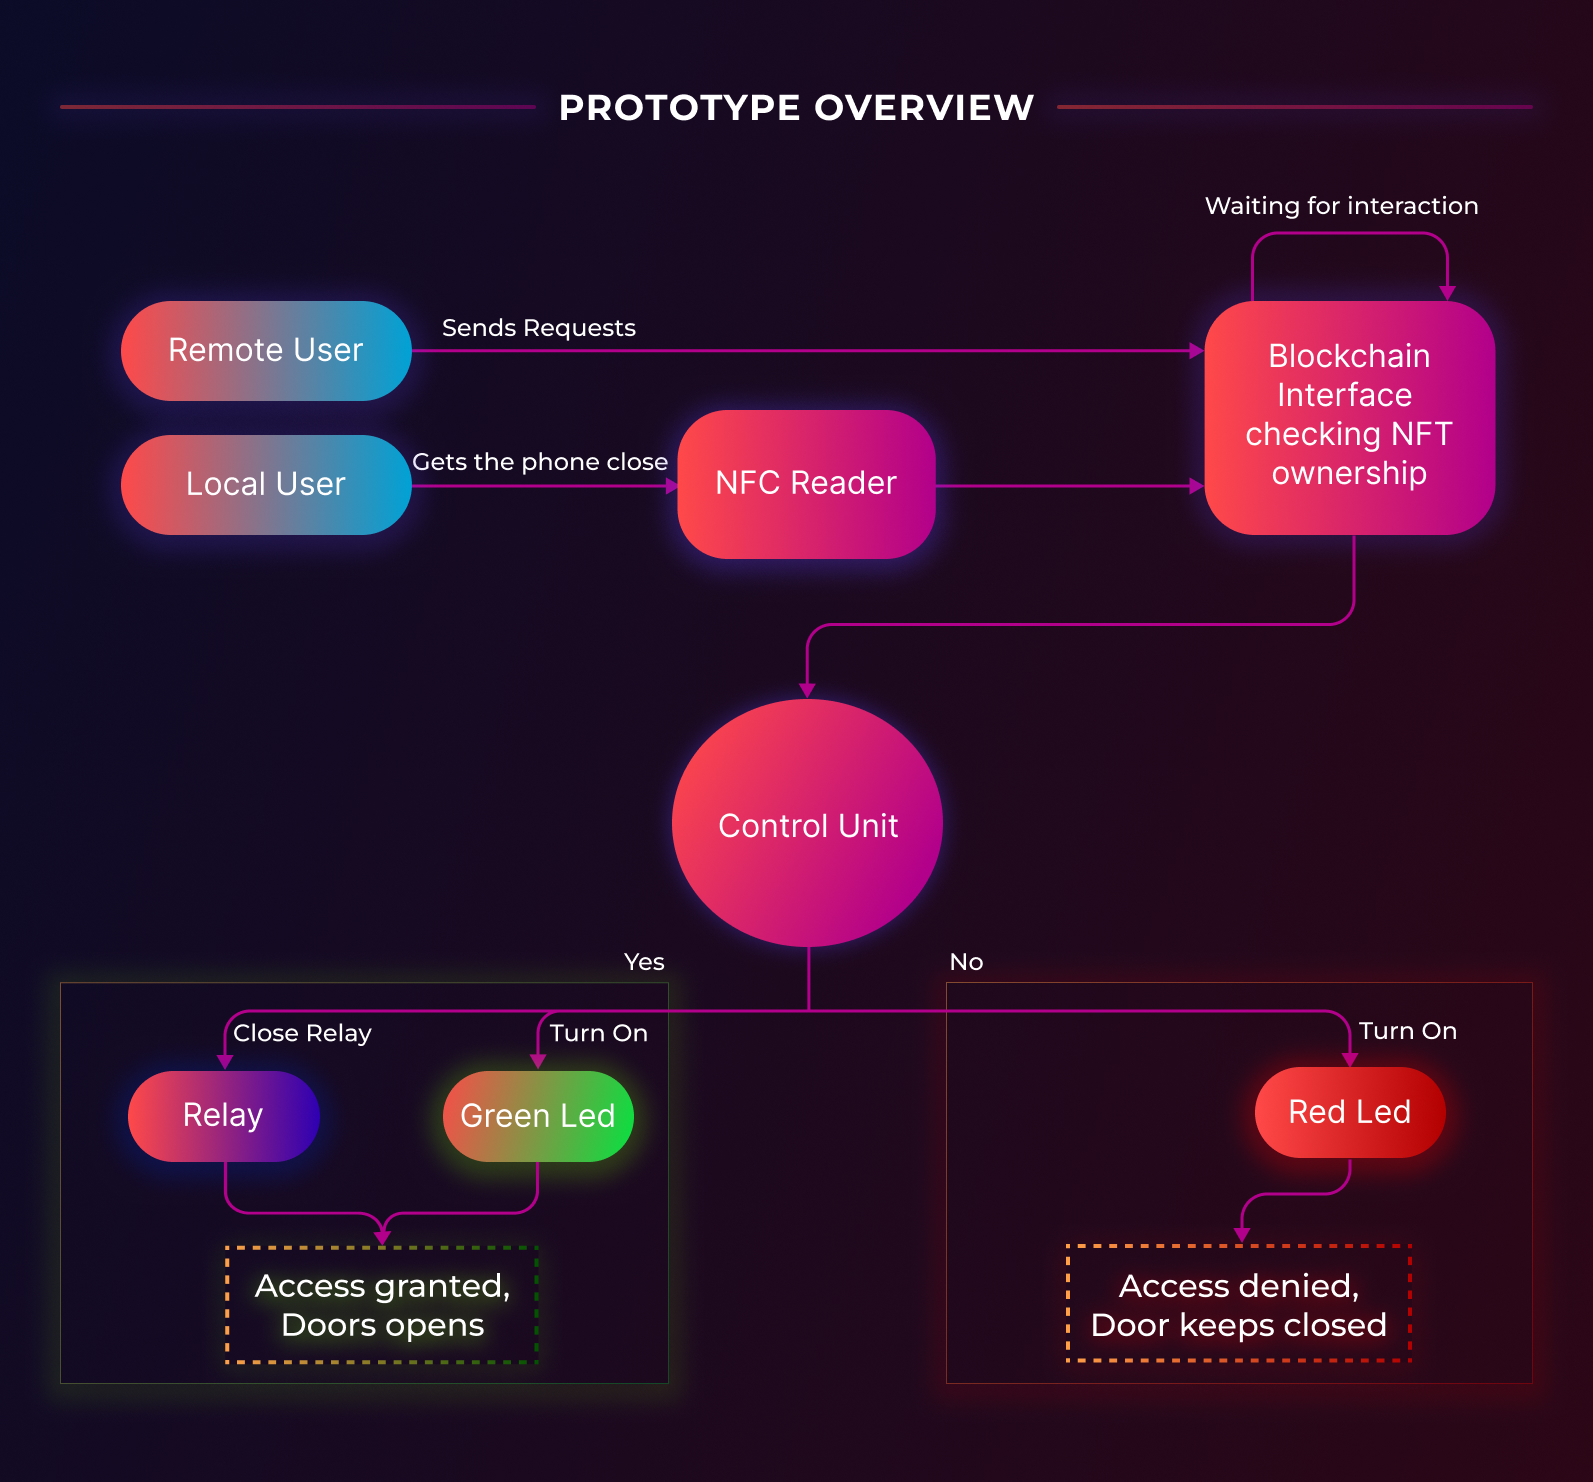 PROTOTYPE OVERVIEW
Waiting for interaction
Remote User
Sends Requests
Blockchain
Interface
checking NFT
ownership
Local User
Gets the phone close
NFC Reader
Control Unit
Yes
No
Close Relay
Turn On
Turn On
Relay
Green Led
Red Led
Access granted,
Doors opens
Access denied,
Door keeps closed